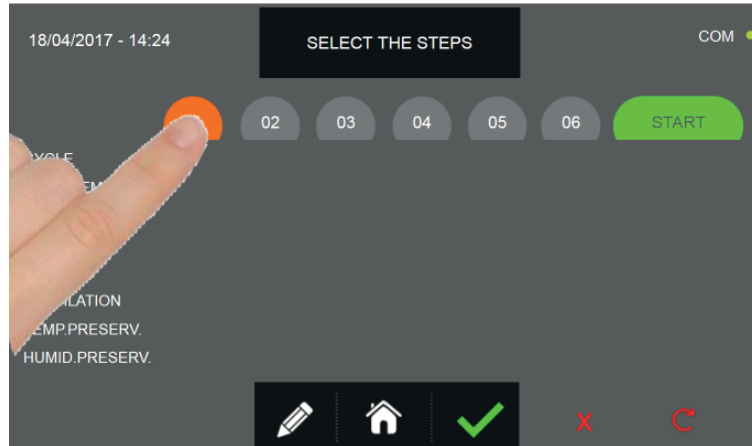 18/04/2017 - 14:24
SELECT THE STEPS
COM
02 03 04 05 06 START
HUMID.PRESERV.